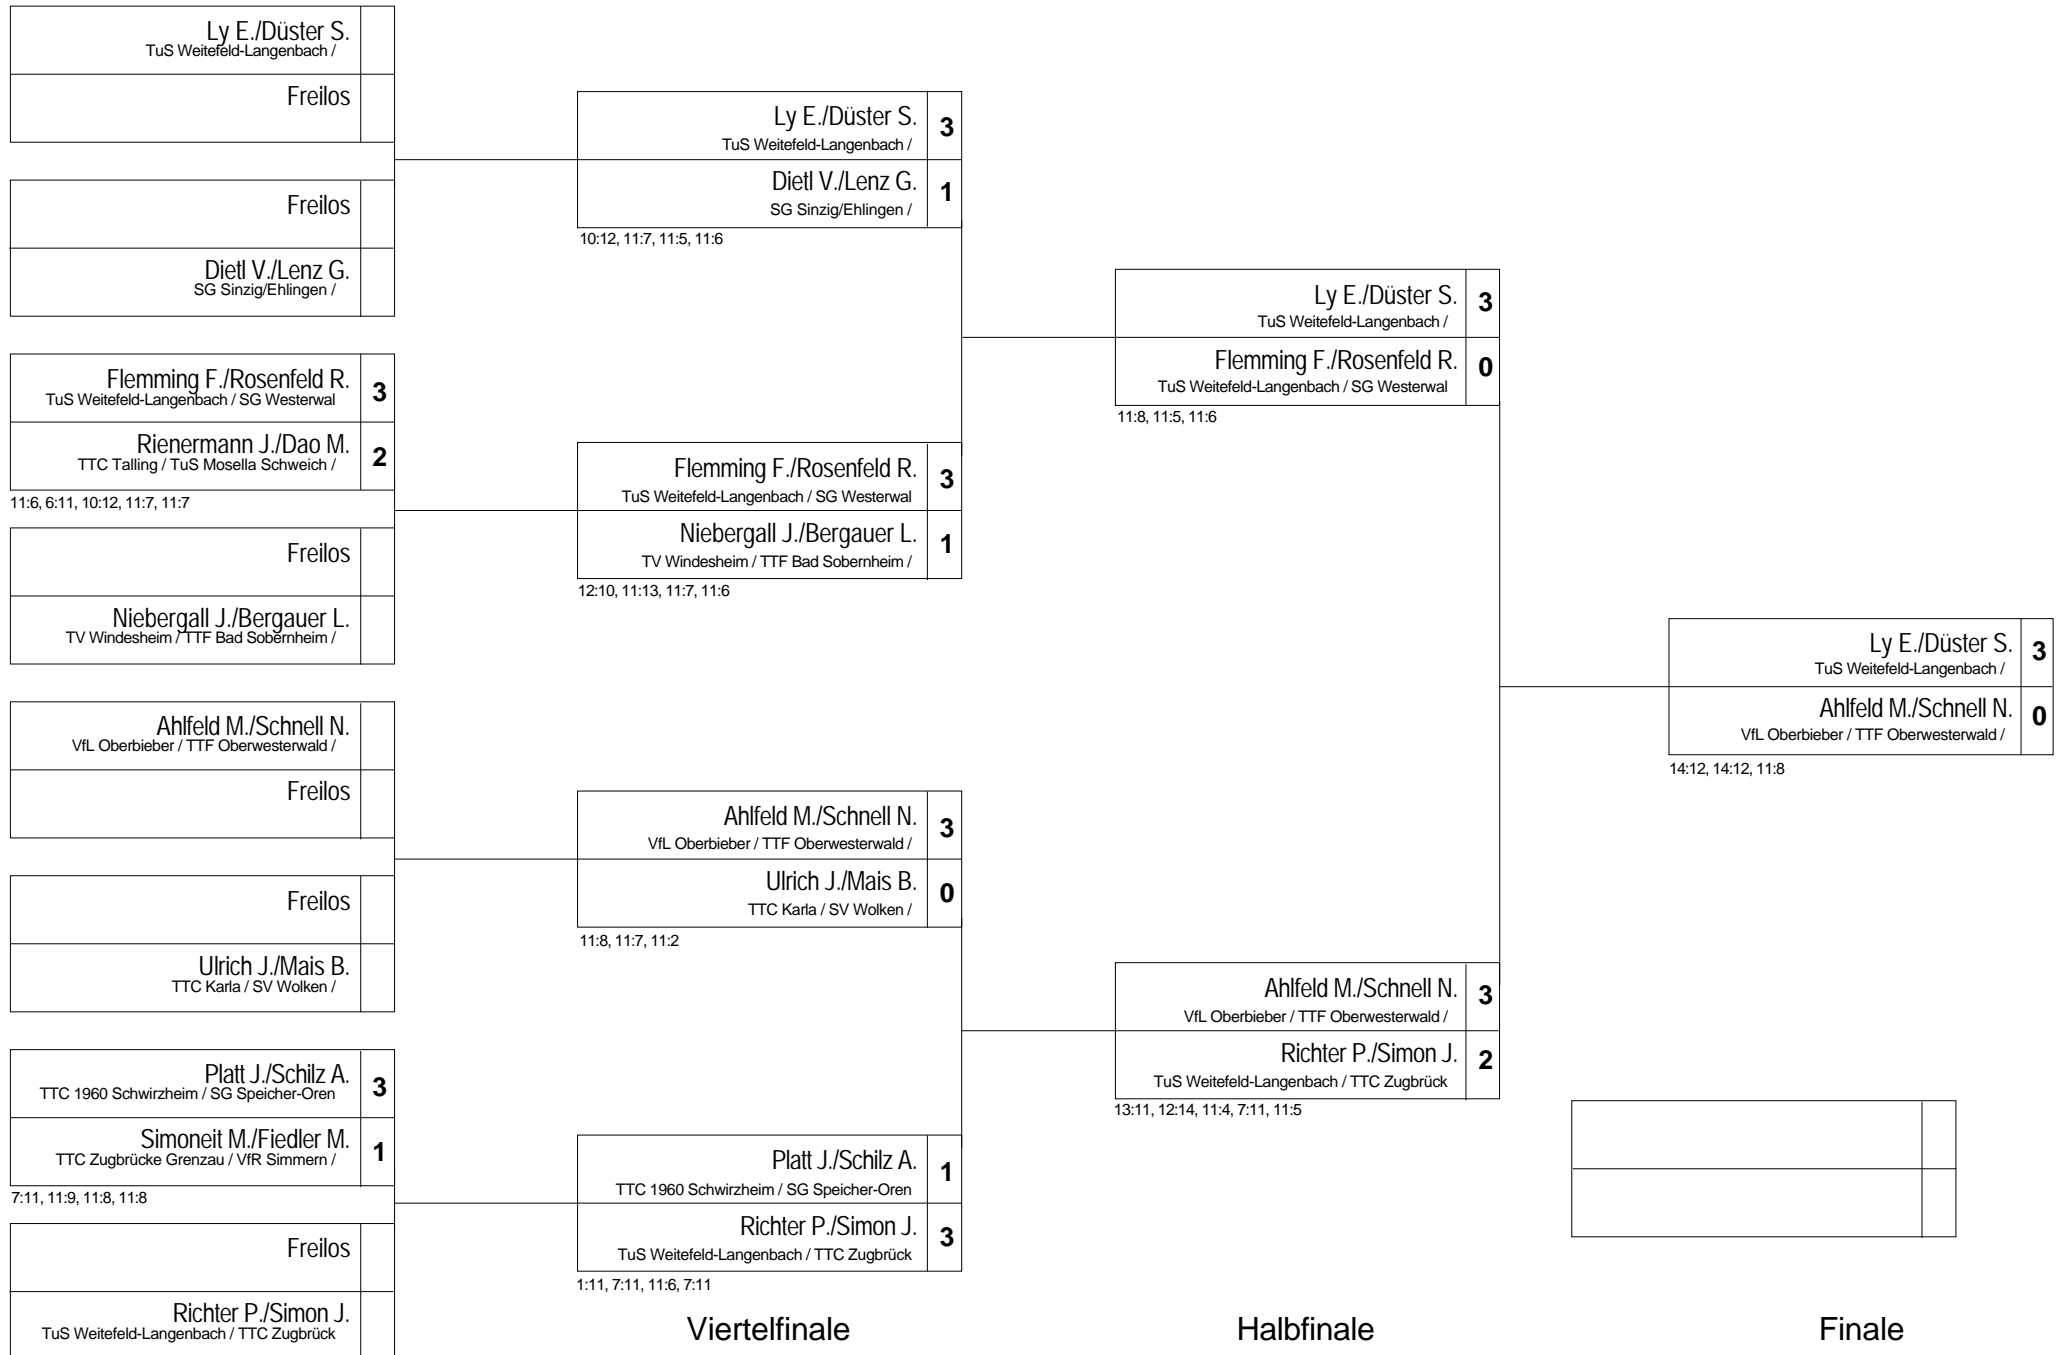 Ly E./Düster S.
TuS Weitefeld-Langenbach /
Freilos
Freilos
Dietl V./Lenz G.
SG Sinzig/Ehlingen /
Flemming F./Rosenfeld R.
TuS Weitefeld-Langenbach / SG Westerwal
3
Rienermann J./Dao M.
TTC Talling / TuS Mosella Schweich /
2
11:6, 6:11, 10:12, 11:7, 11:7
Freilos
Niebergall J./Bergauer L.
TV Windesheim / TTF Bad Sobernheim /
Ahlfeld M./Schnell N.
VfL Oberbieber / TTF Oberwesterwald /
Freilos
Freilos
Ulrich J./Mais B.
TTC Karla / SV Wolken /
Platt J./Schilz A.
TTC 1960 Schwirzheim / SG Speicher-Oren
3
Simoneit M./Fiedler M.
TTC Zugbrücke Grenzau / VfR Simmern /
1
7:11, 11:9, 11:8, 11:8
Freilos
Richter P./Simon J.
TuS Weitefeld-Langenbach / TTC Zugbrück
Ly E./Düster S.
TuS Weitefeld-Langenbach /
3
Dietl V./Lenz G.
SG Sinzig/Ehlingen /
1
10:12, 11:7, 11:5, 11:6
Flemming F./Rosenfeld R.
TuS Weitefeld-Langenbach / SG Westerwal
3
Niebergall J./Bergauer L.
TV Windesheim / TTF Bad Sobernheim /
1
12:10, 11:13, 11:7, 11:6
Ahlfeld M./Schnell N.
VfL Oberbieber / TTF Oberwesterwald /
3
Ulrich J./Mais B.
TTC Karla / SV Wolken /
0
11:8, 11:7, 11:2
Platt J./Schilz A.
TTC 1960 Schwirzheim / SG Speicher-Oren
1
Richter P./Simon J.
TuS Weitefeld-Langenbach / TTC Zugbrück
3
1:11, 7:11, 11:6, 7:11
Viertelfinale
Ly E./Düster S.
TuS Weitefeld-Langenbach /
3
Flemming F./Rosenfeld R.
TuS Weitefeld-Langenbach / SG Westerwal
0
11:8, 11:5, 11:6
Ahlfeld M./Schnell N.
VfL Oberbieber / TTF Oberwesterwald /
3
Richter P./Simon J.
TuS Weitefeld-Langenbach / TTC Zugbrück
2
13:11, 12:14, 11:4, 7:11, 11:5
Halbfinale
Ly E./Düster S.
TuS Weitefeld-Langenbach /
3
Ahlfeld M./Schnell N.
VfL Oberbieber / TTF Oberwesterwald /
0
14:12, 14:12, 11:8
Finale